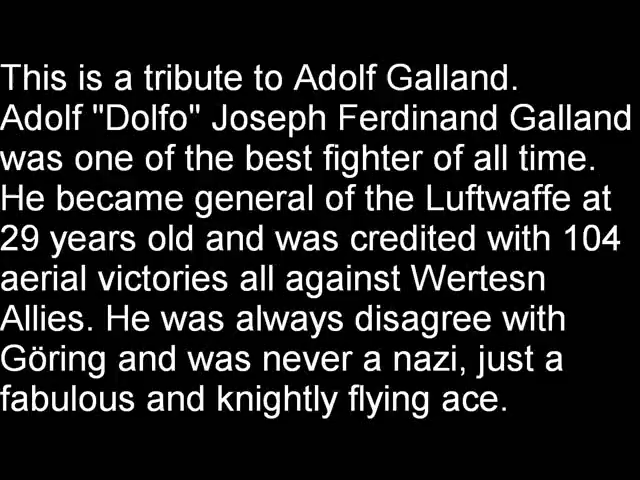 This is a tribute to Adolf Galland.
Adolf "Dolfo" Joseph Ferdinand Galland
was one of the best fighter of all time.
He became general of the Luftwaffe at
29 years old and was credited with 104
aerial victories all against Wertesn
Allies. He was always disagree with
Göring and was never a nazi, just a
fabulous and knightly flying ace.